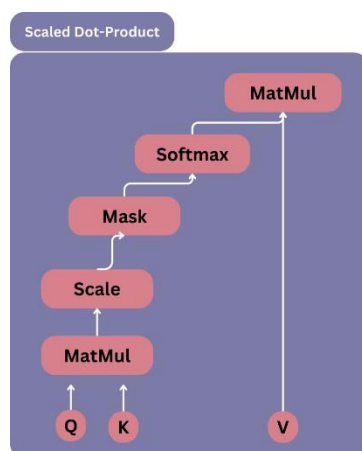 Scaled Dot-Product
MatMul
Softmax
Mask
Scale
MatMul
Q K V